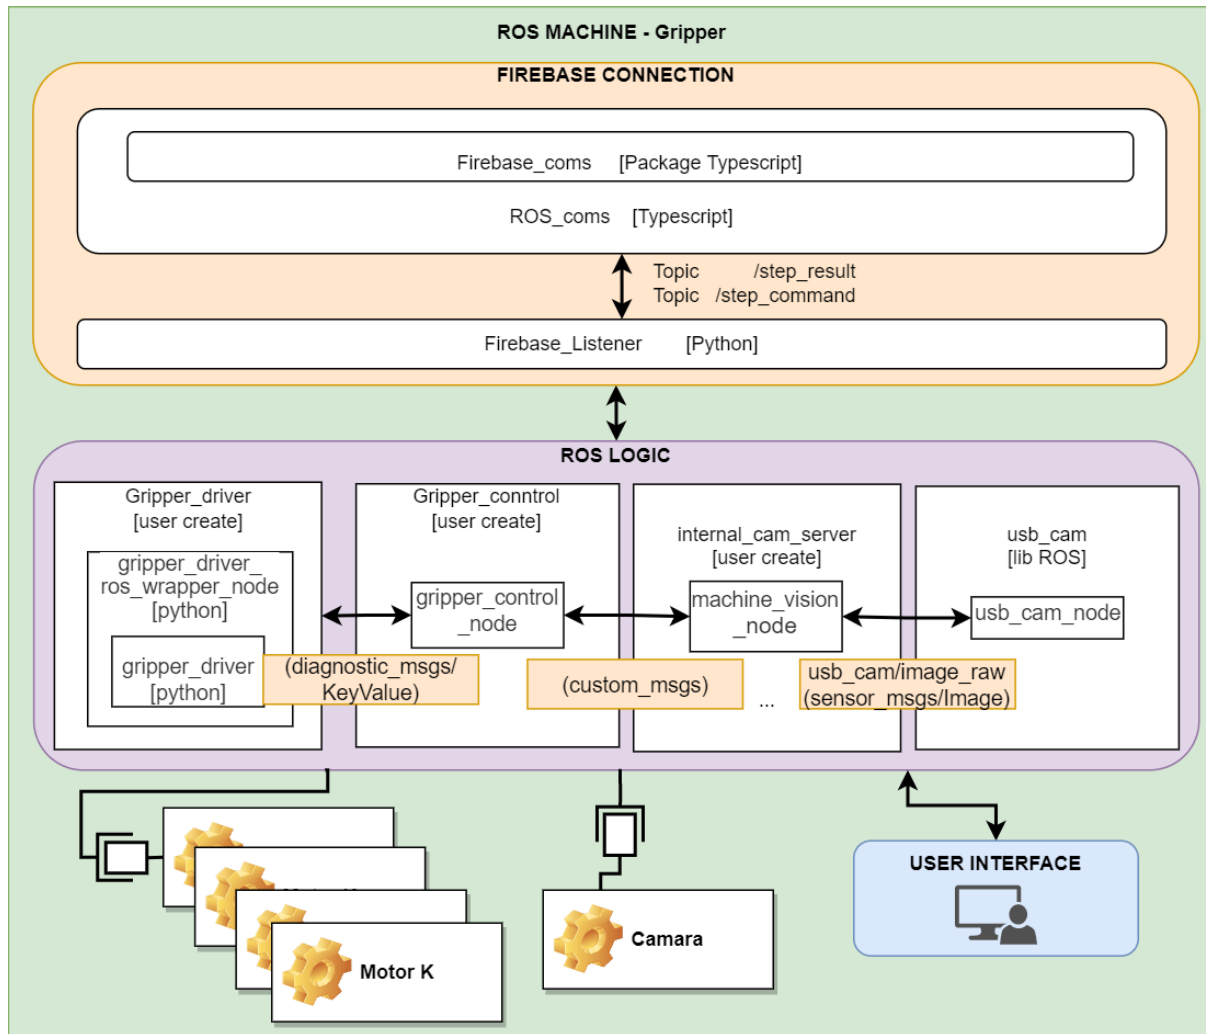 ROS MACHINE - Gripper
FIREBASE CONNECTION
Firebase_coms [Package Typescript]
ROS_coms [Typescript]
Topic /step_result
Topic /step_command
Firebase_Listener [Python]
ROS LOGIC
Gripper_driver
[user create]
gripper_driver_
ros_wrapper_node
[python]
gripper_driver
[python]
(diagnostic_msgs/
KeyValue)
Gripper_conntrol
[user create]
gripper_control
_node
(custom_msgs)
internal_cam_server
[user create]
machine_vision
_node
...
usb_cam/image_raw
(sensor_msgs/Image)
usb_cam
[lib ROS]
usb_cam_node
Motor K
Camara
USER INTERFACE